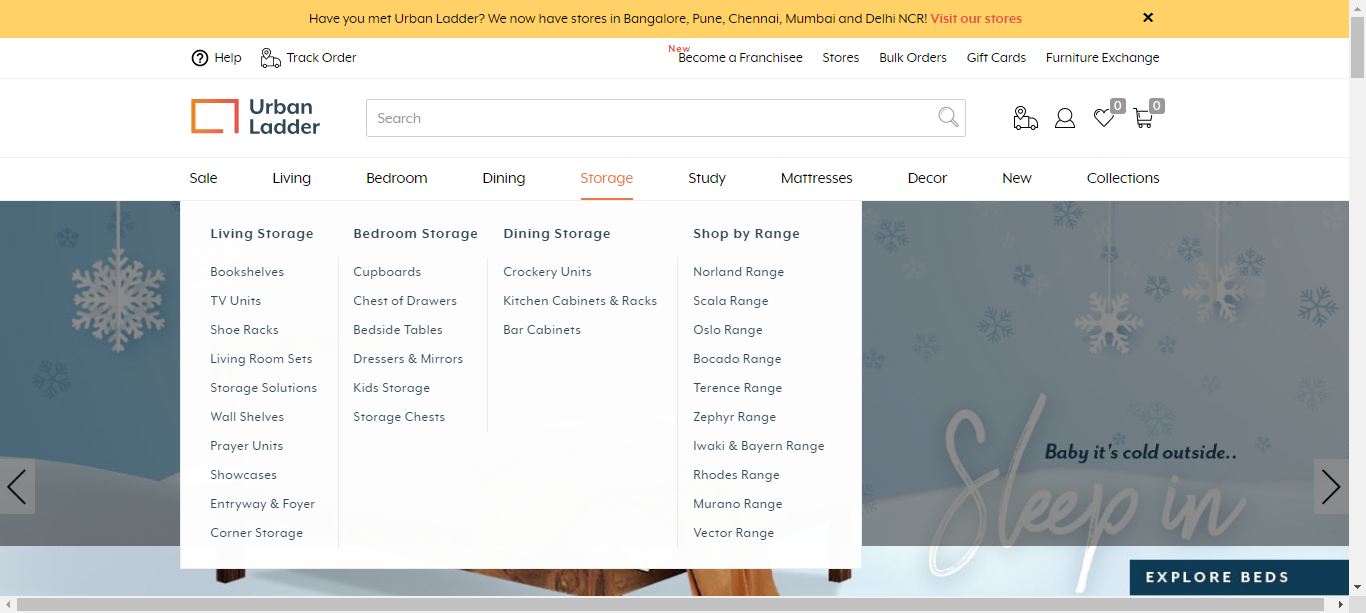 Have you met Urban Ladder? We now have stores in Bangalore, Pune, Chennai, Mumbai and Delhi NCR! Visit our stores
Help Track Order New Become a Franchisee Stores Bulk Orders Gift Cards Furniture Exchange
Urban
Ladder
Search
0 0
Sale Living Bedroom Dining Storage Study Mattresses Decor New Collections
Living Storage
Bookshelves
TV Units
Shoe Racks
Living Room Sets
Storage Solutions
Wall Shelves
Prayer Units
Showcases
Entryway & Foyer
Corner Storage
Bedroom Storage
Cupboards
Chest of Drawers
Bedside Tables
Dressers & Mirrors
Kids Storage
Storage Chests
Dining Storage
Crockery Units
Kitchen Cabinets & Racks
Bar Cabinets
Shop by Range
Norland Range
Scala Range
Oslo Range
Bocado Range
Terence Range
Zephyr Range
Iwaki & Bayern Range
Rhodes Range
Murano Range
Vector Range
Baby it's cold outside..
Sleep in
EXPLORE BEDS